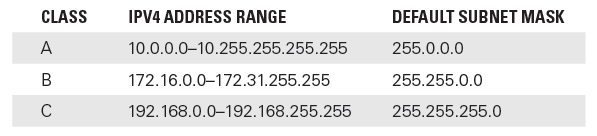 CLASS IPV4 ADDRESS RANGE DEFAULT SUBNET MASK
A 10.0.0.0–10.255.255.255.255 255.0.0.0
B 172.16.0.0–172.31.255.255 255.255.0.0
C 192.168.0.0–192.168.255.255 255.255.255.0